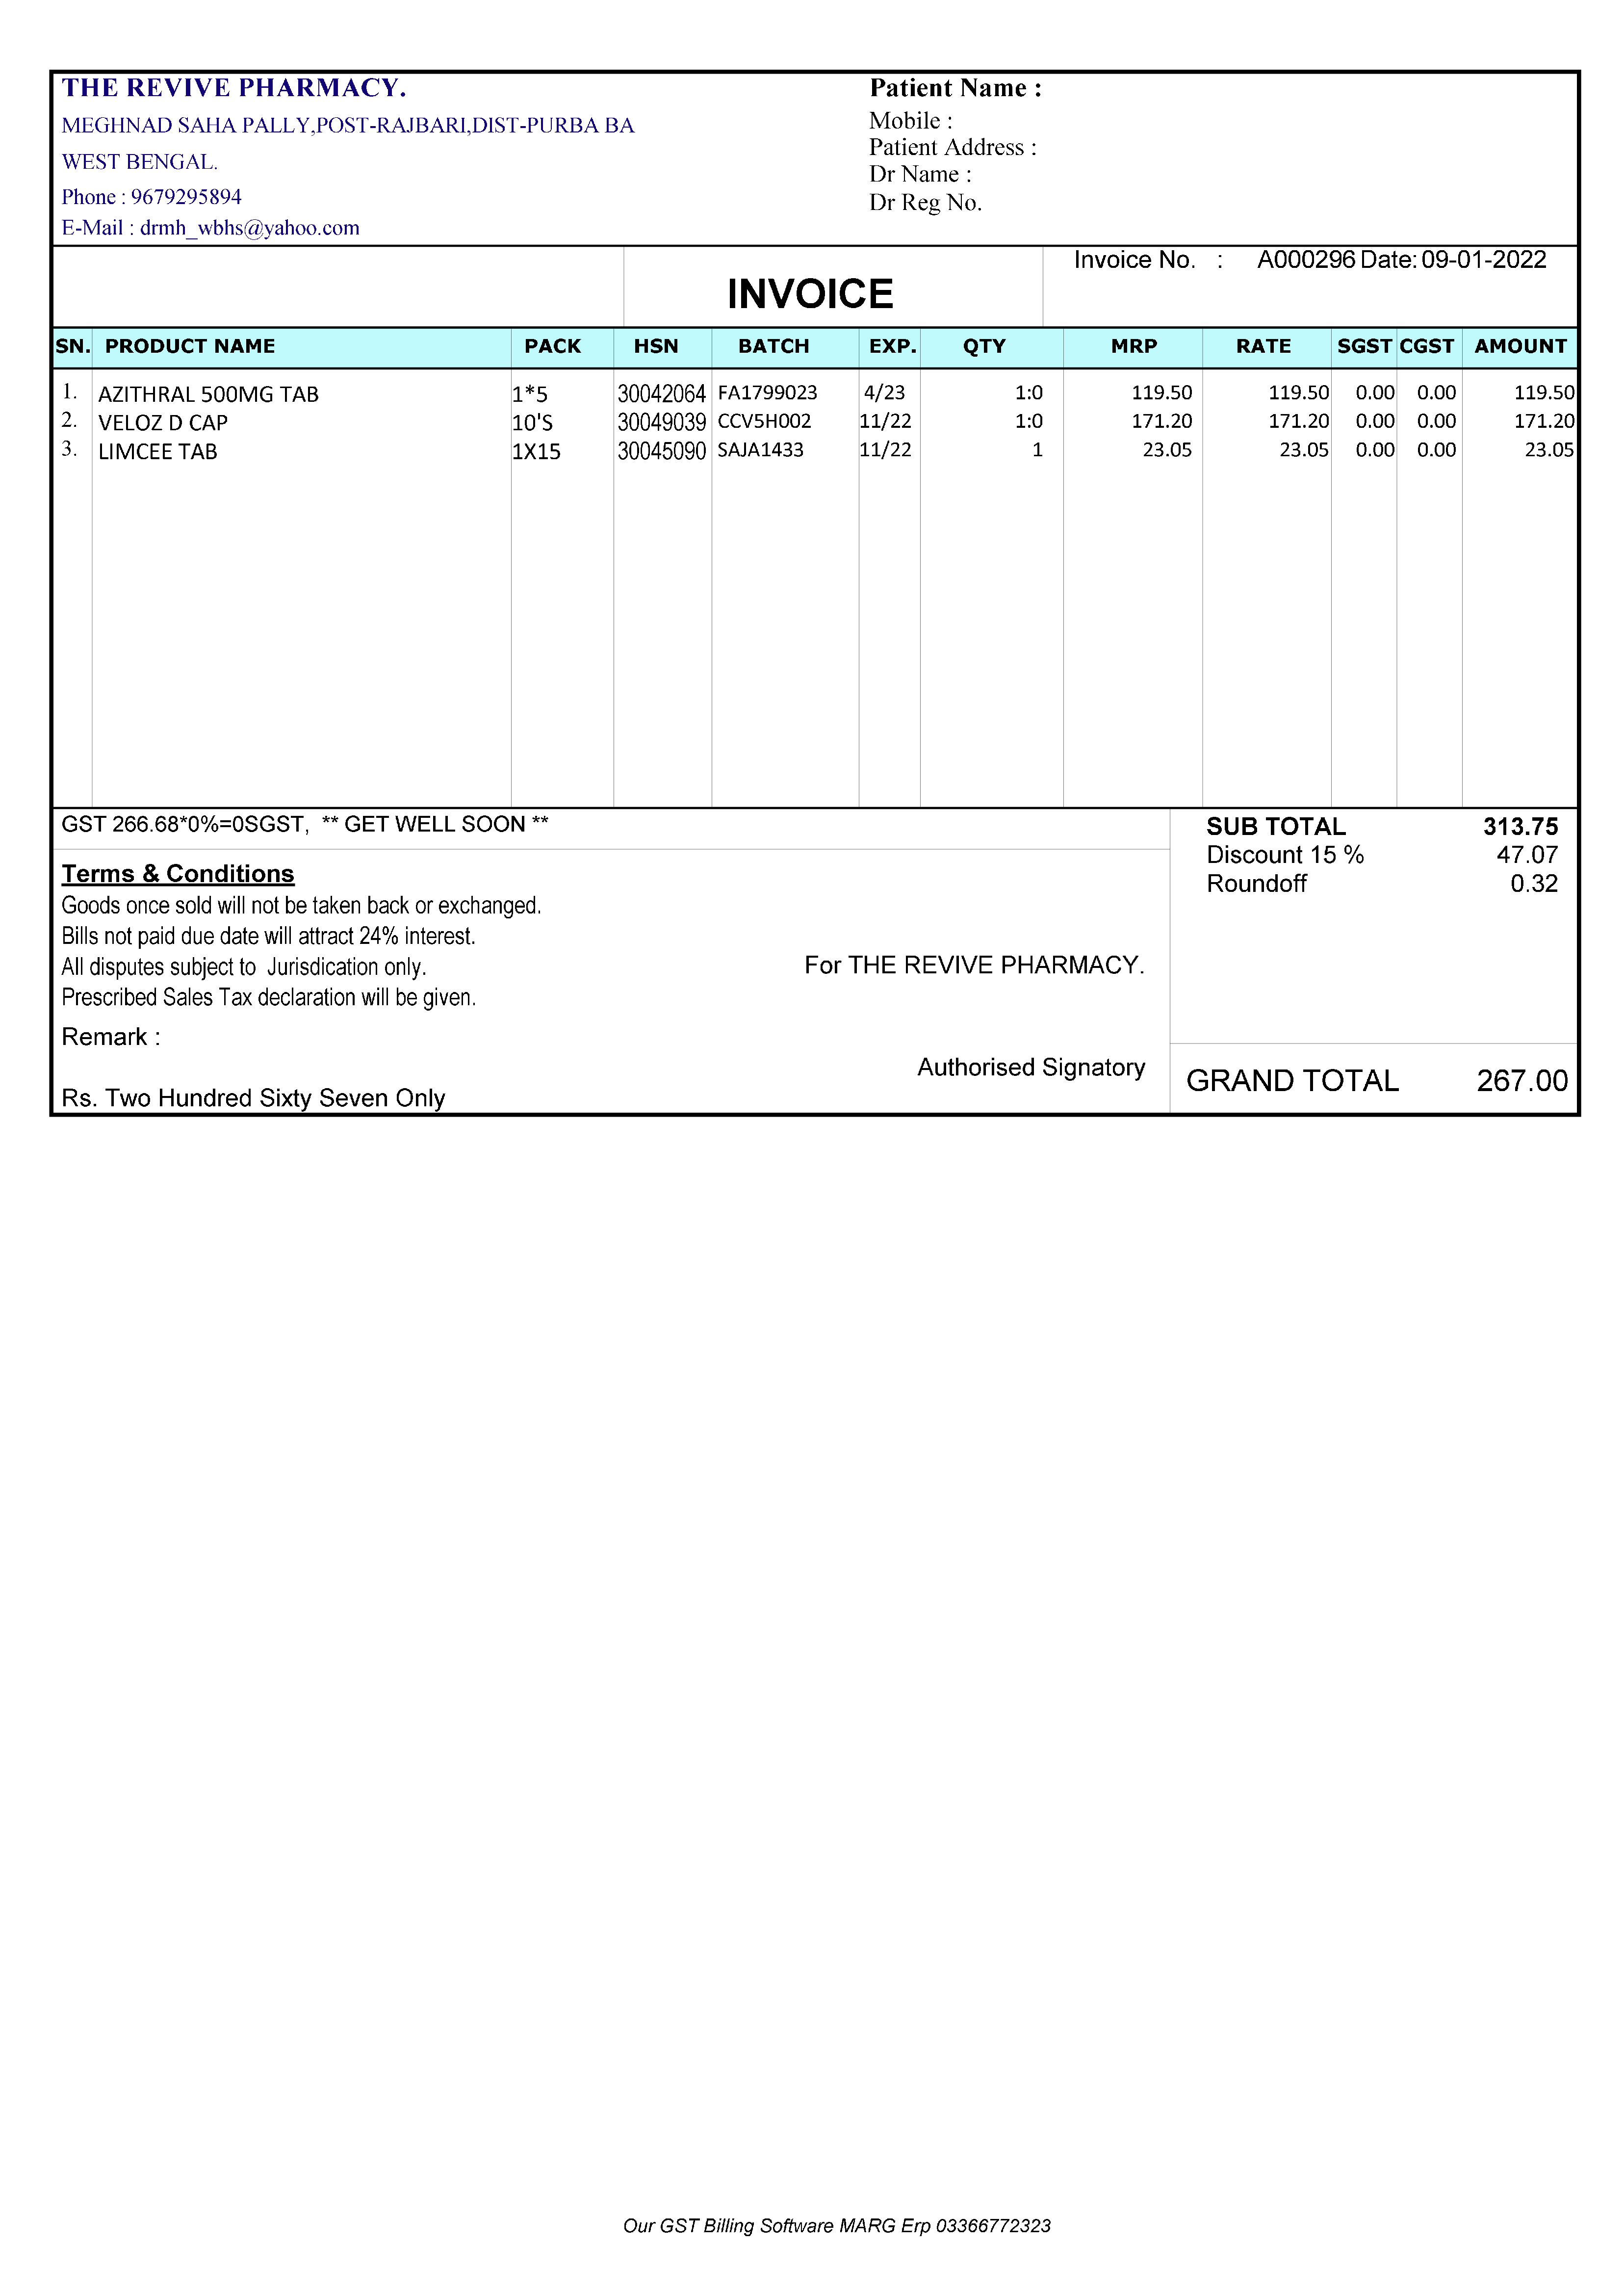 THE REVIVE PHARMACY.
MEGHNAD SAHA PALLY,POST-RAJBARI,DIST-PURBA BA
WEST BENGAL.
Phone : 9679295894
E-Mail : drmh_wbhs@yahoo.com
Patient Name :
Mobile :
Patient Address :
Dr Name :
Dr Reg No.
INVOICE
Invoice No. : A000296 Date: 09-01-2022
SN. PRODUCT NAME PACK HSN BATCH EXP. QTY MRP RATE SGST CGST AMOUNT
1. AZITHRAL 500MG TAB 1*5 30042064 FA1799023 4/23 1:0 119.50 119.50 0.00 0.00 119.50
2. VELOZ D CAP 10'S 30049039 CCV5H002 11/22 1:0 171.20 171.20 0.00 0.00 171.20
3. LIMCEE TAB 1X15 30045090 SAJA1433 11/22 1 23.05 23.05 0.00 0.00 23.05
GST 266.68*0%=0SGST, ** GET WELL SOON **
Terms & Conditions
Goods once sold will not be taken back or exchanged.
Bills not paid due date will attract 24% interest.
All disputes subject to Jurisdication only.
Prescribed Sales Tax declaration will be given.
Remark :
Rs. Two Hundred Sixty Seven Only
For THE REVIVE PHARMACY.
Authorised Signatory
SUB TOTAL 313.75
Discount 15 % 47.07
Roundoff 0.32
GRAND TOTAL 267.00
Our GST Billing Software MARG Erp 03366772323